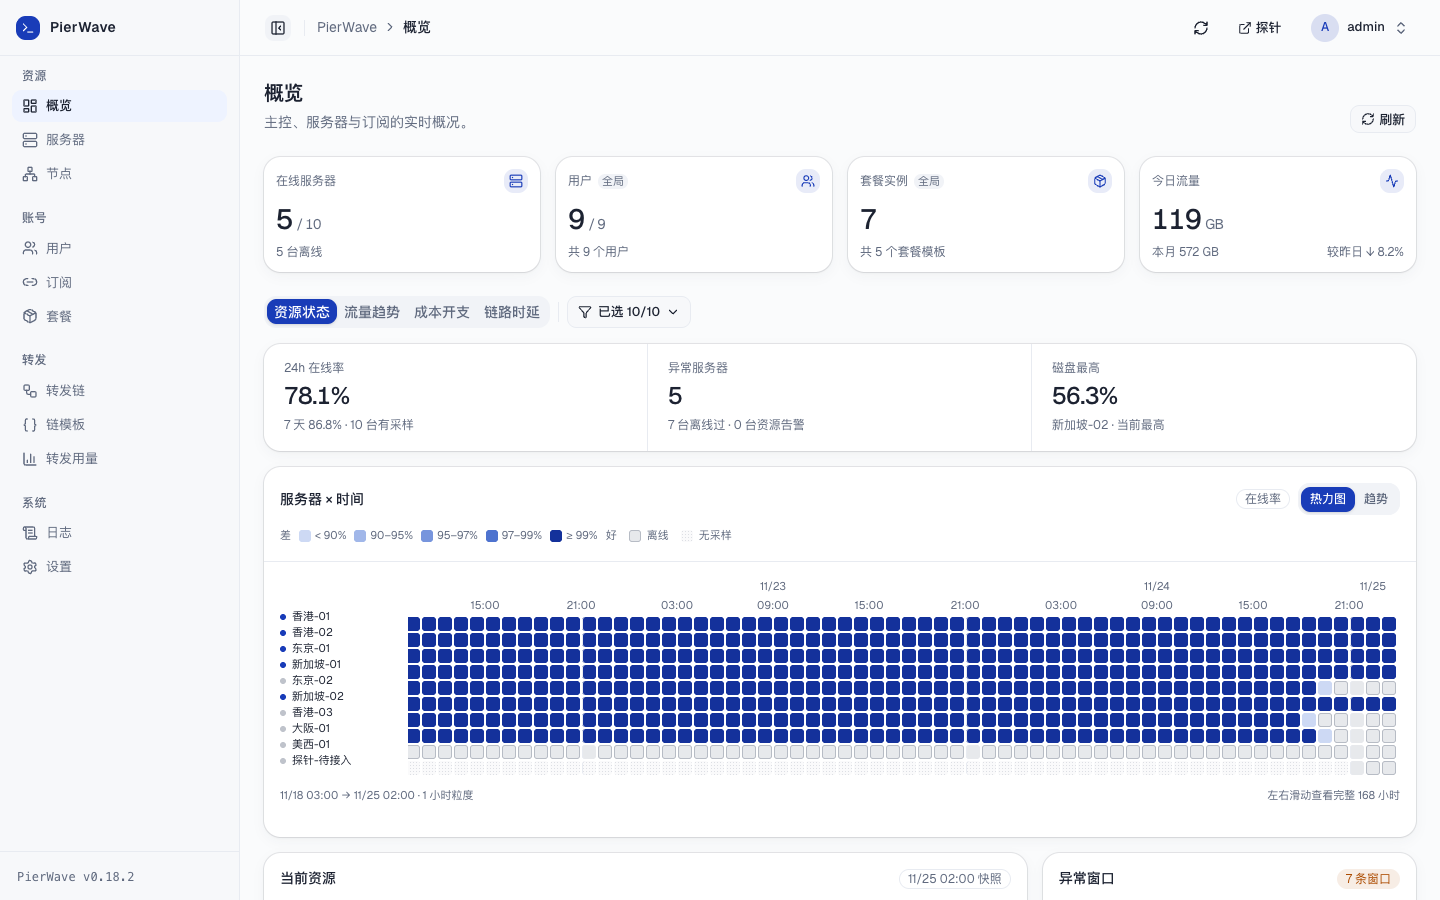 PierWave
PierWave > 概览
探针
A admin
资源
概览
服务器
节点
账号
用户
订阅
套餐
转发
转发链
链模板
转发用量
系统
日志
设置
PierWave v0.18.2
概览
主控、服务器与订阅的实时概况。
刷新
在线服务器
5 / 10
5 台离线
用户 全局
9 / 9
共 9 个用户
套餐实例 全局
7
共 5 个套餐模板
今日流量
119 GB
本月 572 GB 较昨日 ↓ 8.2%
资源状态 流量趋势 成本开支 链路时延 已选 10/10
24h 在线率
78.1%
7 天 86.8% · 10 台有采样
异常服务器
5
7 台离线过 · 0 台资源告警
磁盘最高
56.3%
新加坡-02 · 当前最高
服务器 × 时间
在线率 热力图 趋势
差 < 90% 90–95% 95–97% 97–99% ≥ 99% 好 离线 无采样
11/23 11/24 11/25
15:00 21:00 03:00 09:00 15:00 21:00 03:00 09:00 15:00 21:00
香港-01
香港-02
东京-01
新加坡-01
东京-02
新加坡-02
香港-03
大阪-01
美西-01
探针-待接入
11/18 03:00 → 11/25 02:00 · 1 小时粒度
左右滑动查看完整 168 小时
当前资源
11/25 02:00 快照
异常窗口
7 条窗口